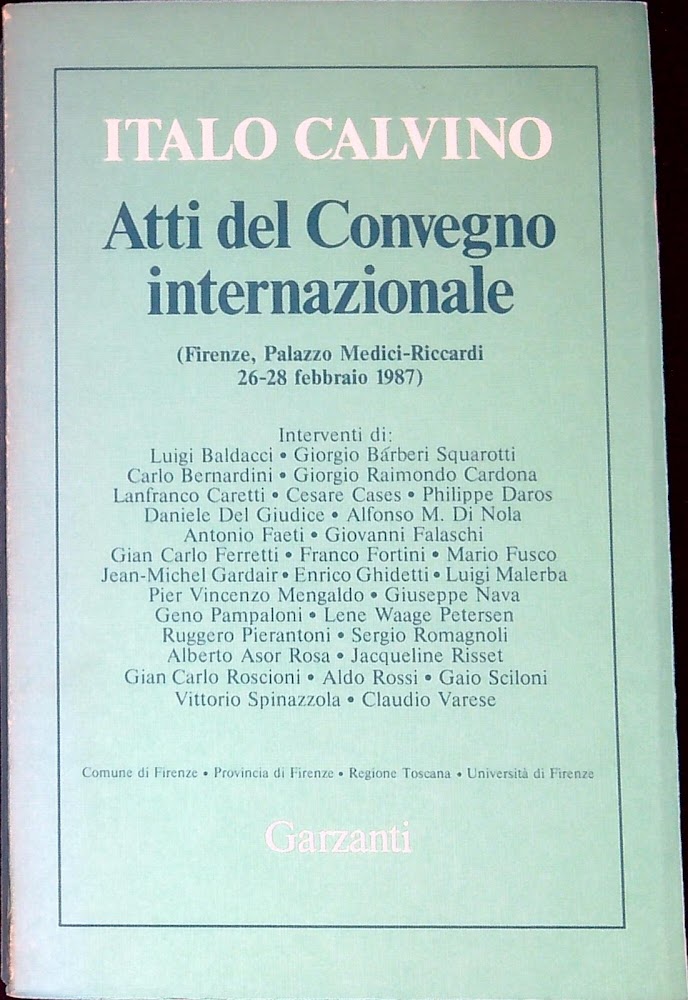 ITALO CALVINO
Atti del Convegno
internazionale
(Firenze, Palazzo Medici-Riccardi
26-28 febbraio 1987)
Interventi di:
Luigi Baldacci • Giorgio Bárberi Squarotti
Carlo Bernardini • Giorgio Raimondo Cardona
Lanfranco Caretti • Cesare Cases • Philippe Daros
Daniele Del Giudice • Alfonso M. Di Nola
Antonio Faeti • Giovanni Falaschi
Gian Carlo Ferretti • Franco Fortini • Mario Fusco
Jean-Michel Gardair • Enrico Ghidetti • Luigi Malerba
Pier Vincenzo Mengaldo • Giuseppe Nava
Geno Pampaloni • Lene Waage Petersen
Ruggero Pierantoni • Sergio Romagnoli
Alberto Asor Rosa • Jacqueline Risset
Gian Carlo Roscioni • Aldo Rossi • Gaio Sciloni
Vittorio Spinazzola • Claudio Varese
Comune di Firenze • Provincia di Firenze • Regione Toscana • Università di Firenze
Garzanti